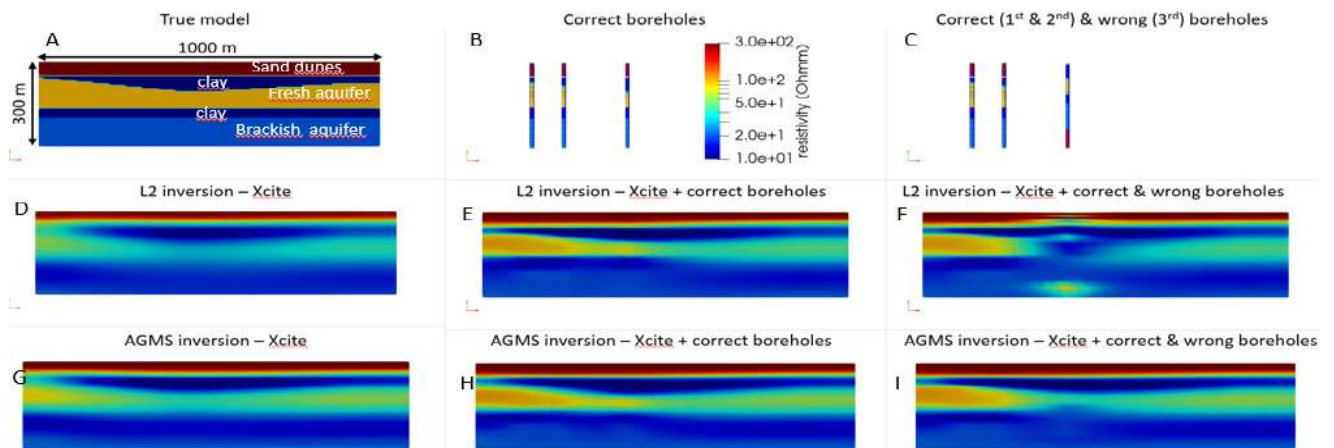 True model
Correct boreholes
Correct (1st & 2nd) & wrong (3rd) boreholes
A
1000 m
300 m
Sand dunes
clay
Fresh aquifer
clay
Brackish aquifer
B
3.0e+02
1.0e+2
5.0e+1
2.0e+1
1.0e+01
resistivity (Ohmm)
C
L2 inversion – Xcite
L2 inversion – Xcite + correct boreholes
L2 inversion – Xcite + correct & wrong boreholes
D
E
F
AGMS inversion – Xcite
AGMS inversion – Xcite + correct boreholes
AGMS inversion – Xcite + correct & wrong boreholes
G
H
I